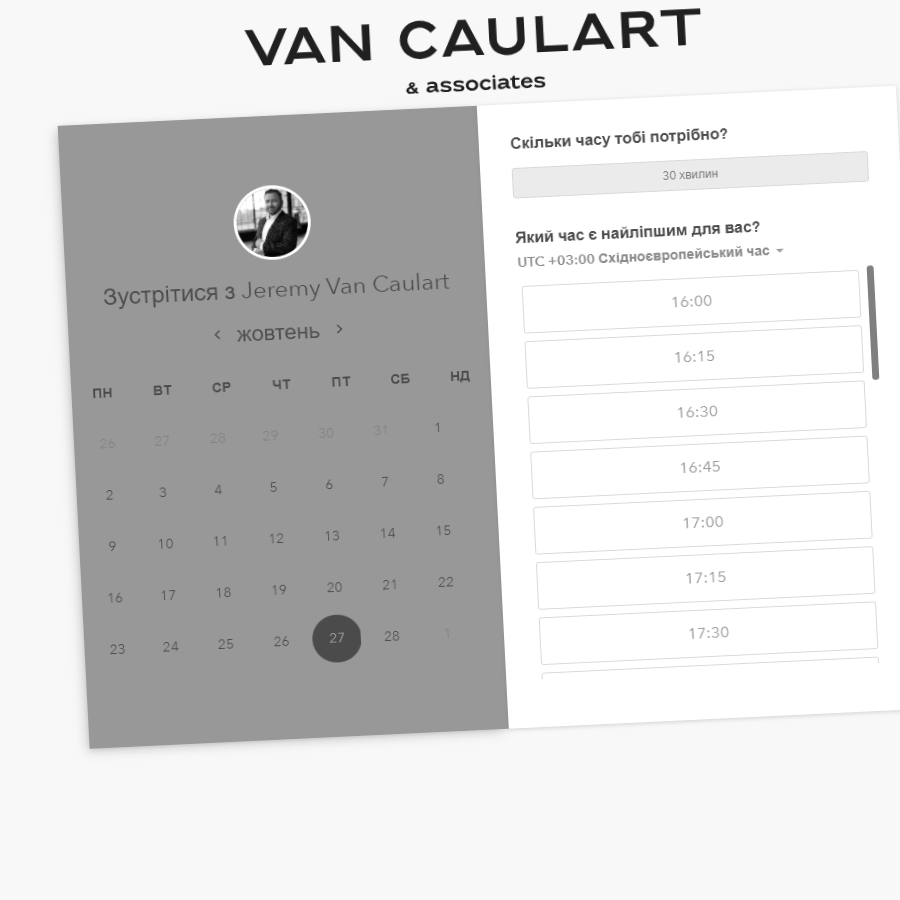 VAN CAULART
& associates
Зустрітися з Jeremy Van Caulart
‹ жовтень ›
ПН ВТ СР ЧТ ПТ СБ НД
26 27 28 29 30 31 1
2 3 4 5 6 7 8
9 10 11 12 13 14 15
16 17 18 19 20 21 22
23 24 25 26 27 28 1
Скільки часу тобі потрібно?
30 хвилин
Який час є найліпшим для вас?
UTC +03:00 Східноєвропейський час
16:00
16:15
16:30
16:45
17:00
17:15
17:30